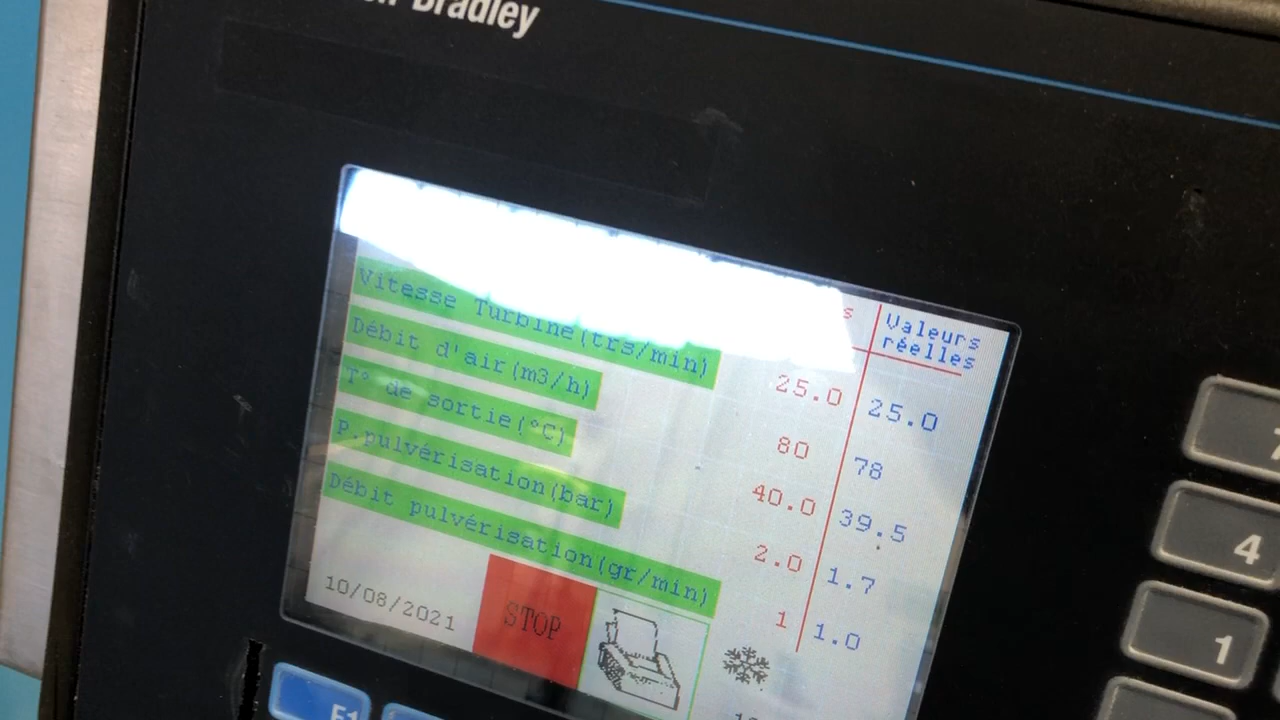 Bradley
s Valeurs
réelles
Vitesse Turbine(trs/min) 25.0 25.0
Débit d'air(m3/h) 80 78
T° de sortie(°C) 40.0 39.5
P.pulvérisation(bar) 2.0 1.7
Débit pulvérisation(gr/min) 1 1.0
10/08/2021 STOP
F1
4
1